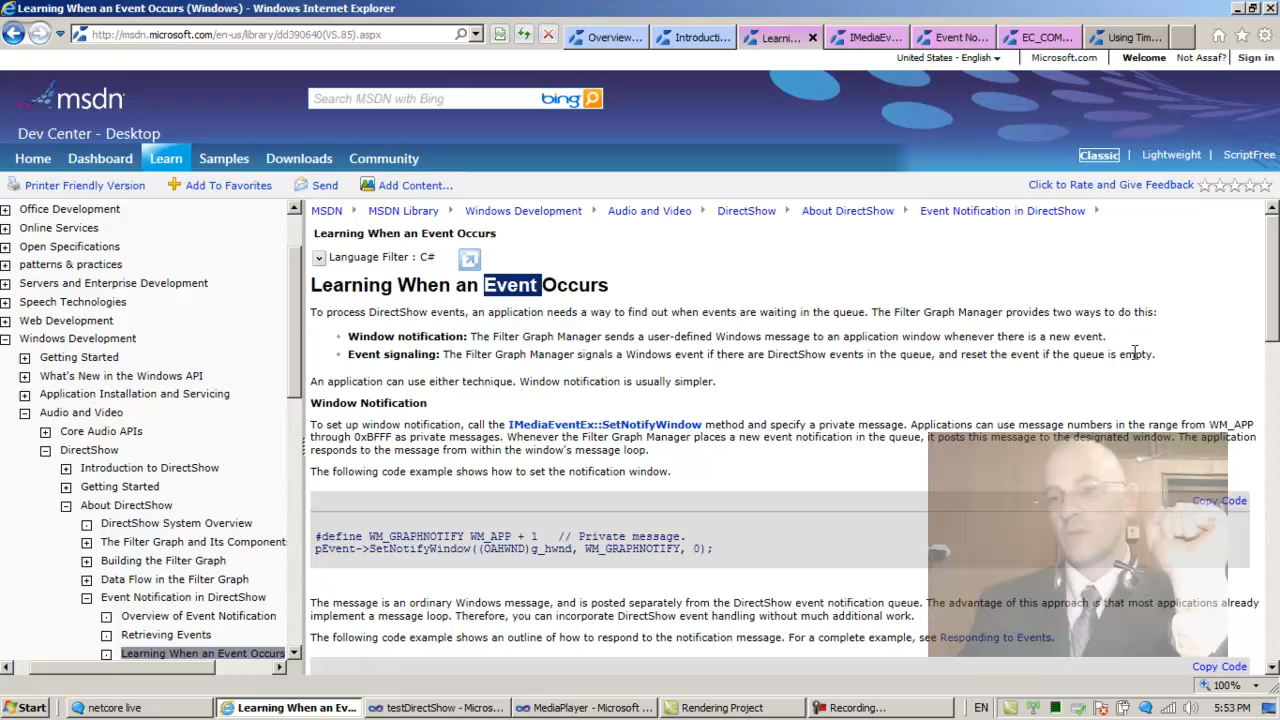 Learning When an Event Occurs (Windows) - Windows Internet Explorer
http://msdn.microsoft.com/en-us/library/dd390640(VS.85).aspx
Overview... Introducti... Learni... IMediaEv... Event No... EC_COM... Using Tim...
United States - English Microsoft.com Welcome Not Assaf? Sign in
msdn
Search MSDN with Bing bing
Dev Center - Desktop
Home Dashboard Learn Samples Downloads Community
Classic | Lightweight | ScriptFree
Printer Friendly Version Add To Favorites Send Add Content...
Click to Rate and Give Feedback
Office Development
Online Services
Open Specifications
patterns & practices
Servers and Enterprise Development
Speech Technologies
Web Development
Windows Development
Getting Started
What's New in the Windows API
Application Installation and Servicing
Audio and Video
Core Audio APIs
DirectShow
Introduction to DirectShow
Getting Started
About DirectShow
DirectShow System Overview
The Filter Graph and Its Component
Building the Filter Graph
Data Flow in the Filter Graph
Event Notification in DirectShow
Overview of Event Notification
Retrieving Events
Learning When an Event Occurs
MSDN MSDN Library Windows Development Audio and Video DirectShow About DirectShow Event Notification in DirectShow
Learning When an Event Occurs
Language Filter : C#
Learning When an Event Occurs
To process DirectShow events, an application needs a way to find out when events are waiting in the queue. The Filter Graph Manager provides two ways to do this:
Window notification: The Filter Graph Manager sends a user-defined Windows message to an application window whenever there is a new event.
Event signaling: The Filter Graph Manager signals a Windows event if there are DirectShow events in the queue, and reset the event if the queue is empty.
An application can use either technique. Window notification is usually simpler.
Window Notification
To set up window notification, call the IMediaEventEx::SetNotifyWindow method and specify a private message. Applications can use message numbers in the range from WM_APP
through 0xBFFF as private messages. Whenever the Filter Graph Manager places a new event notification in the queue, it posts this message to the designated window. The application
responds to the message from within the window's message loop.
The following code example shows how to set the notification window.
Copy Code
#define WM_GRAPHNOTIFY WM_APP + 1 // Private message.
pEvent->SetNotifyWindow((OAHWND)g_hwnd, WM_GRAPHNOTIFY, 0);
The message is an ordinary Windows message, and is posted separately from the DirectShow event notification queue. The advantage of this approach is that most applications already
implement a message loop. Therefore, you can incorporate DirectShow event handling without much additional work.
The following code example shows an outline of how to respond to the notification message. For a complete example, see Responding to Events.
Copy Code
100%
Start netcore live Learning When an Ev... testDirectShow - Micros... MediaPlayer - Microsoft ... Rendering Project Recording... EN 5:53 PM